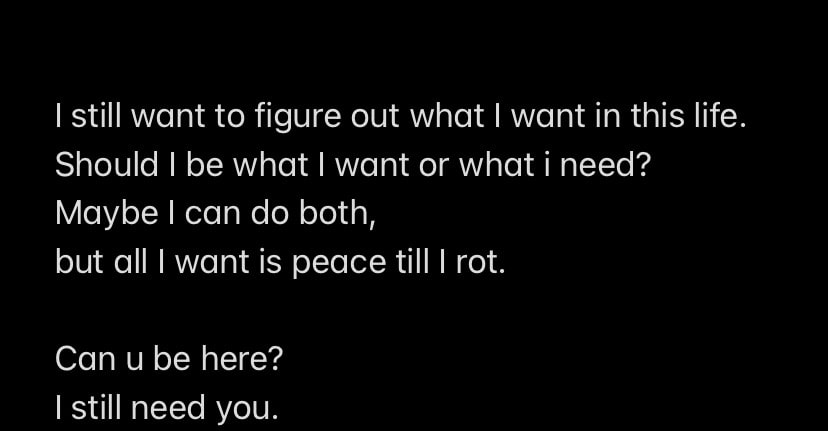 I still want to figure out what I want in this life.
Should I be what I want or what i need?
Maybe I can do both,
but all I want is peace till I rot.
Can u be here?
I still need you.